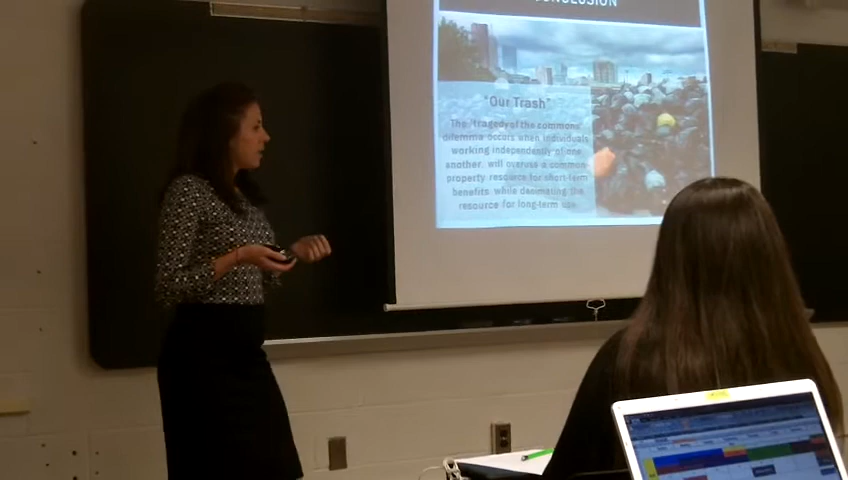 CONCLUSION
"Our Trash"
The "tragedy of the commons"
dilemma occurs when individuals
working independently of one
another, will overuse a common
property resource for short-term
benefits while decimating the
resource for long-term use.